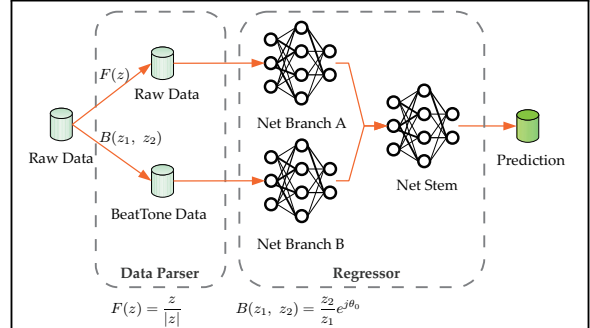 F(z)
Raw Data
Net Branch A
B(z₁, z₂)
Raw Data
Net Stem
Prediction
BeatTone Data
Net Branch B
Data Parser
Regressor
F(z) = z/|z|
B(z₁, z₂) = z₂/z₁ e^{jθ₀}